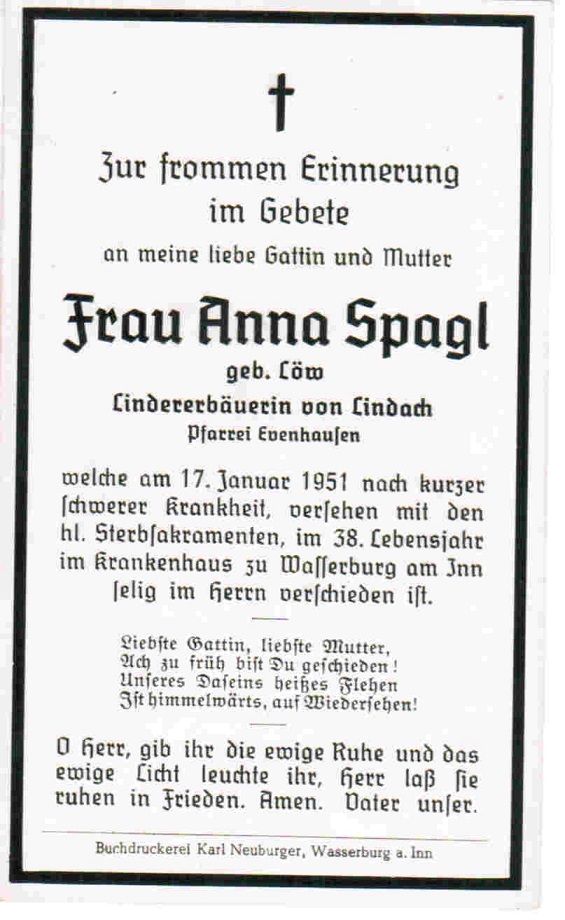 Zur frommen Erinnerung
im Gebete
an meine liebe Gattin und Mutter
Frau Anna Spagl
geb. Löw
Lindererbäuerin von Lindach
Pfarrei Evenhausen
welche am 17. Januar 1951 nach kurzer
schwerer Krankheit, versehen mit den
hl. Sterbsakramenten, im 38. Lebensjahr
im Krankenhaus zu Wasserburg am Inn
selig im Herrn verschieden ist.
Liebste Gattin, liebste Mutter,
Ach zu früh bist Du geschieden!
Unseres Daseins heißes Flehen
Ist himmelwärts, auf Wiedersehen!
O Herr, gib ihr die ewige Ruhe und das
ewige Licht leuchte ihr, Herr laß sie
ruhen in Frieden. Amen. Vater unser.
Buchdruckerei Karl Neuburger, Wasserburg a. Inn